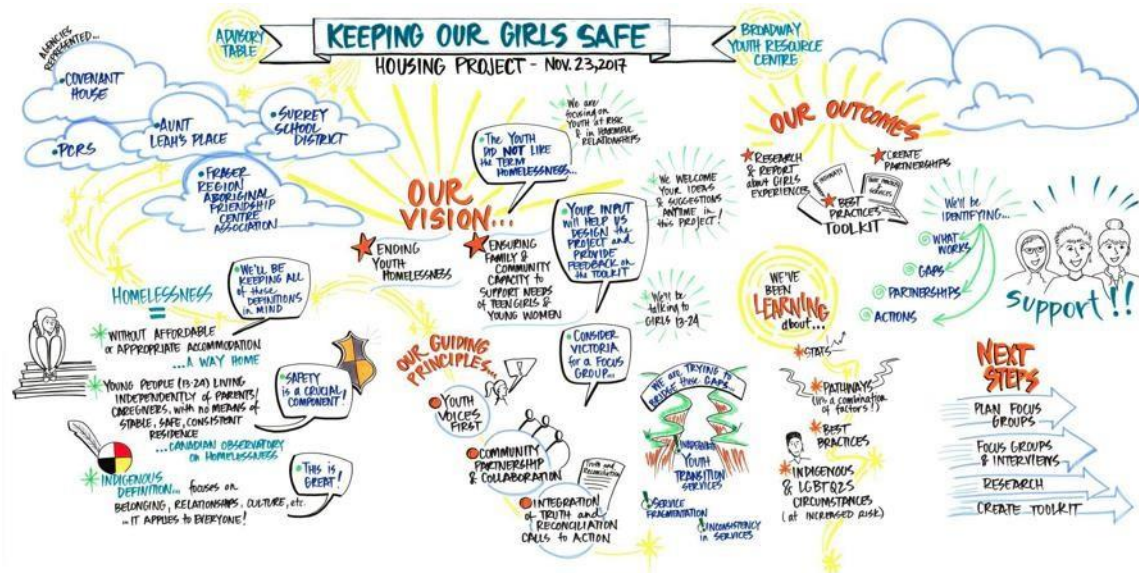 ADVISORY
TABLE
KEEPING OUR GIRLS SAFE
HOUSING PROJECT - NOV. 23, 2017
BROADWAY
YOUTH RESOURCE
CENTRE
AGENCIES
REPRESENTED...
• COVENANT
HOUSE
• PCRS
• AUNT
LEAH'S PLACE
• SURREY
SCHOOL
DISTRICT
• FRASER
REGION
ABORIGINAL
FRIENDSHIP
CENTRE
ASSOCIATION
OUR
VISION...
ENDING
YOUTH
HOMELESSNESS
ENSURING
FAMILY &
COMMUNITY
CAPACITY to
SUPPORT NEEDS
of TEEN GIRLS &
YOUNG WOMEN
• The YOUTH
DID NOT LIKE
the TERM
HOMELESSNESS...
• YOUR INPUT
will HELP US
DESIGN the
PROJECT and
PROVIDE
FEEDBACK on
the TOOLKIT
• CONSIDER
VICTORIA
for a FOCUS
GROUP...
• We are
focusing on
YOUTH at RISK
& in HARMFUL
RELATIONSHIPS
• WE WELCOME
YOUR IDEAS
& SUGGESTIONS
ANYTIME in
this PROJECT!
• We'll be
talking to
GIRLS 13-24
HOMELESSNESS
=
WITHOUT AFFORDABLE
or APPROPRIATE ACCOMMODATION
...A WAY HOME
YOUNG PEOPLE (13-24) LIVING
INDEPENDENTLY OF PARENTS/
CAREGIVERS, with NO MEANS OF
STABLE, SAFE, CONSISTENT
RESIDENCE
...CANADIAN OBSERVATORY
ON HOMELESSNESS
INDIGENOUS
DEFINITION... focuses on
BELONGING, RELATIONSHIPS, CULTURE, etc.
...IT APPLIES TO EVERYONE!
• WE'LL BE
KEEPING ALL
of these
DEFINITIONS
in MIND
• SAFETY
is a CRUCIAL
COMPONENT!
• THIS IS
GREAT!
OUR GUIDING
PRINCIPLES...
YOUTH
VOICES
FIRST
COMMUNITY
PARTNERSHIP
& COLLABORATION
Truth and
Reconciliation
INTEGRATION
of TRUTH and
RECONCILIATION
CALLS to ACTION
WE ARE TRYING to
BRIDGE these GAPS...
YOUTH
TRANSITION
SERVICES
SERVICE
FRAGMENTATION
INCONSISTENCY
in SERVICES
OUR OUTCOMES
RESEARCH
& REPORT
about GIRLS
EXPERIENCES
CREATE
PARTNERSHIPS
BEST
PRACTICES
TOOLKIT
We'll be
IDENTIFYING...
WHAT
WORKS
GAPS
PARTNERSHIPS
ACTIONS
support!!
WE'VE
BEEN
LEARNING
about...
STATS
PATHWAYS
(it's a combination
of factors!)
BEST
PRACTICES
INDIGENOUS
& LGBTQ2S
CIRCUMSTANCES
(at INCREASED RISK)
NEXT
STEPS
PLAN FOCUS
GROUPS
FOCUS GROUPS
& INTERVIEWS
RESEARCH
CREATE TOOLKIT